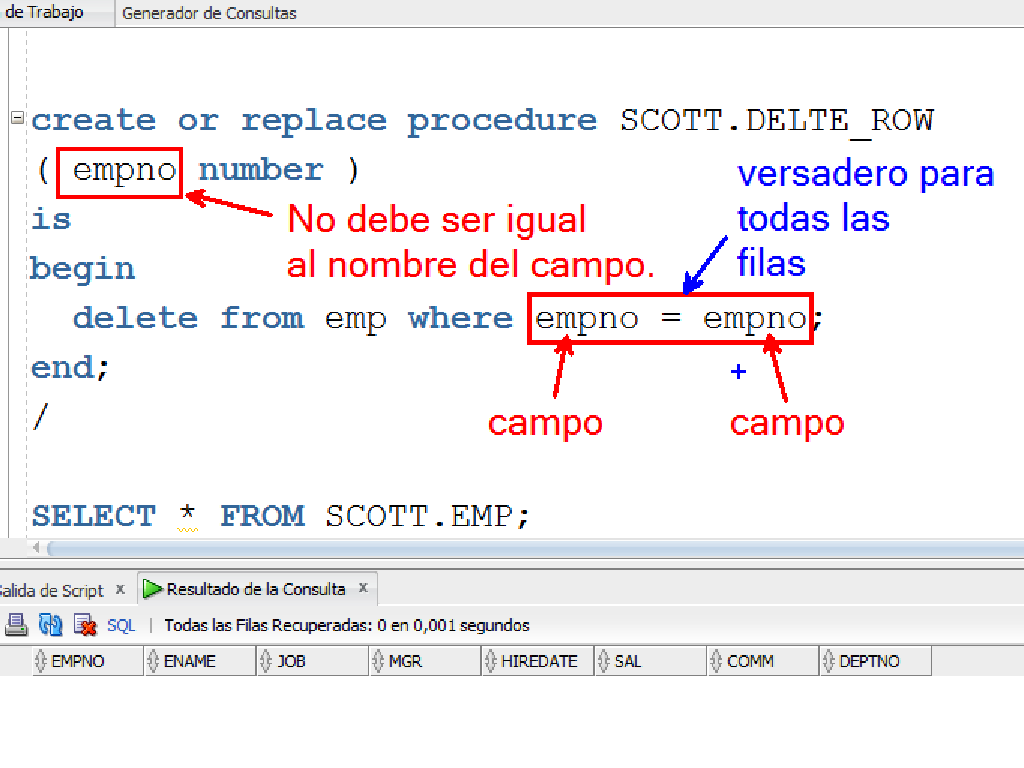 de Trabajo Generador de Consultas
create or replace procedure SCOTT.DELTE_ROW
( empno number )
is
begin
delete from emp where empno = empno;
end;
/
SELECT * FROM SCOTT.EMP;
No debe ser igual
al nombre del campo.
versadero para
todas las
filas
+
campo campo
Salida de Script x Resultado de la Consulta x
SQL | Todas las Filas Recuperadas: 0 en 0,001 segundos
EMPNO ENAME JOB MGR HIREDATE SAL COMM DEPTNO